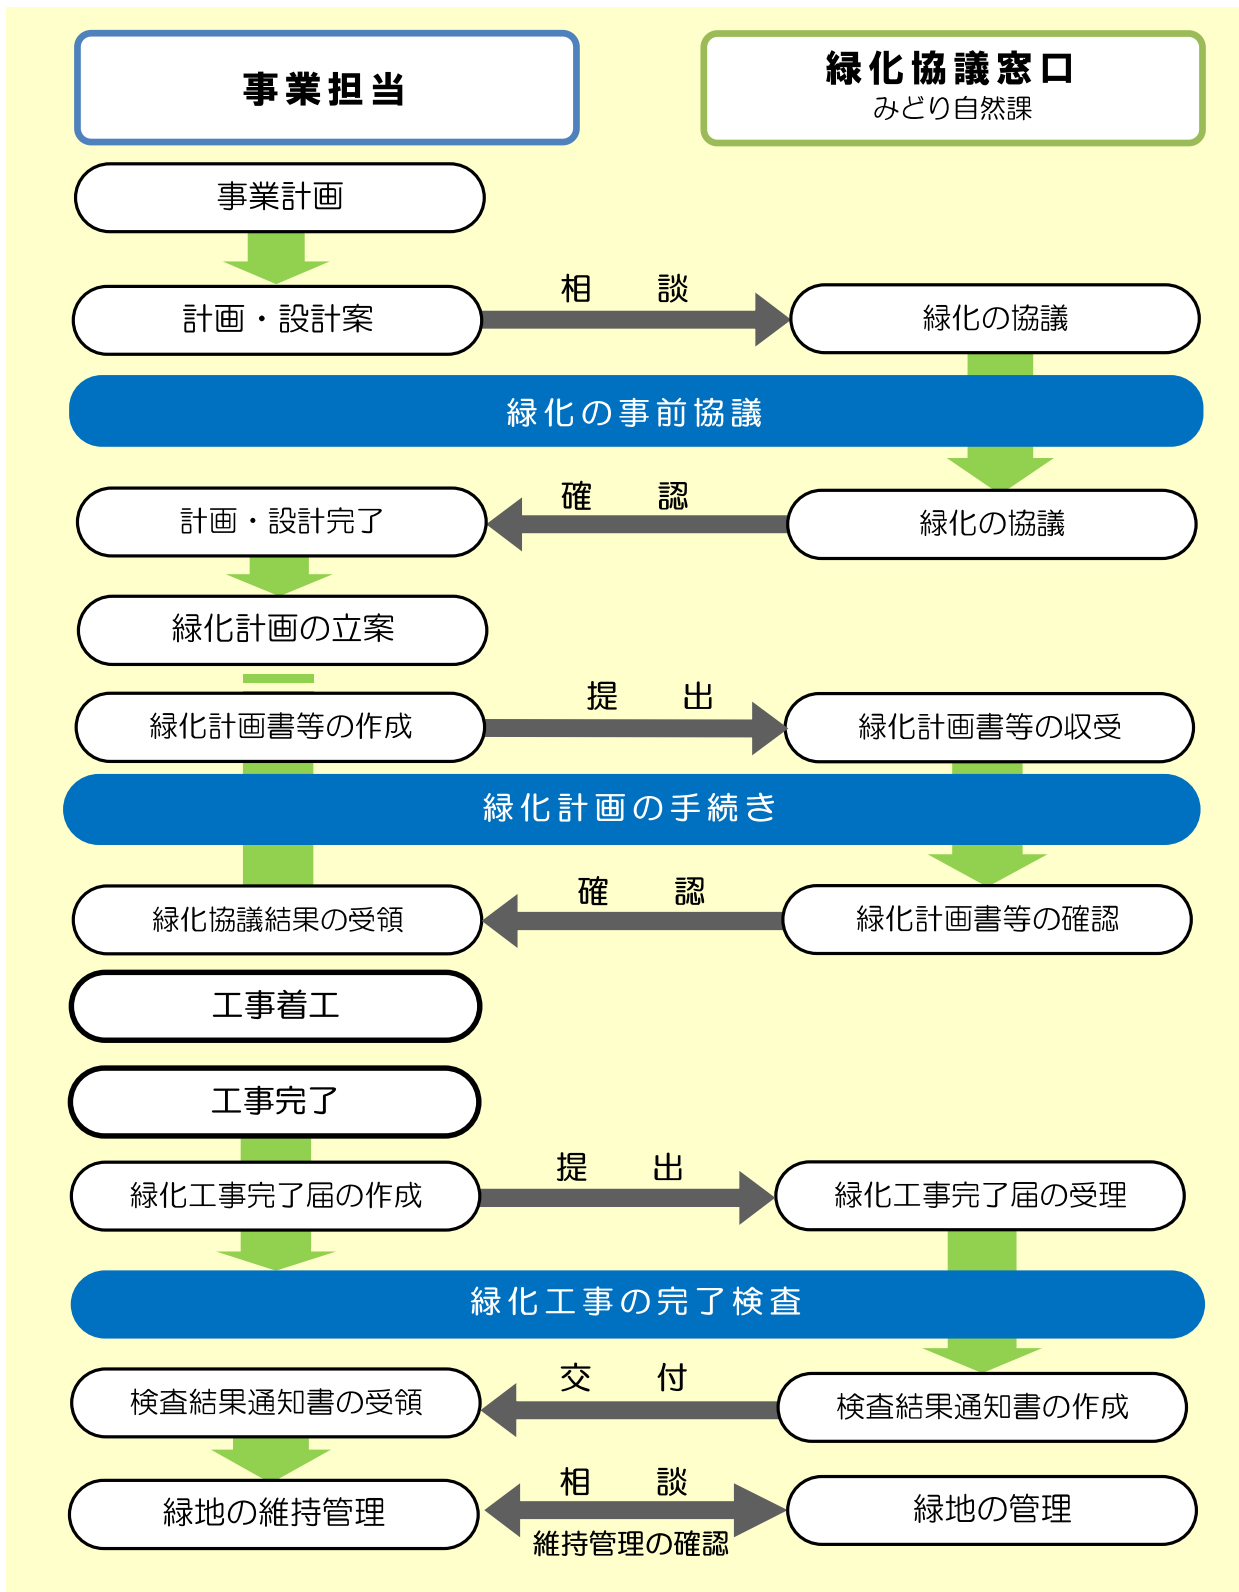 事業担当
緑化協議窓口
みどり自然課
事業計画
相　談
計画・設計案
緑化の協議
緑化の事前協議
確　認
計画・設計完了
緑化の協議
緑化計画の立案
提　出
緑化計画書等の作成
緑化計画書等の収受
緑化計画の手続き
確　認
緑化協議結果の受領
緑化計画書等の確認
工事着工
工事完了
提　出
緑化工事完了届の作成
緑化工事完了届の受理
緑化工事の完了検査
交　付
検査結果通知書の受領
検査結果通知書の作成
相　談
緑地の維持管理
緑地の管理
維持管理の確認